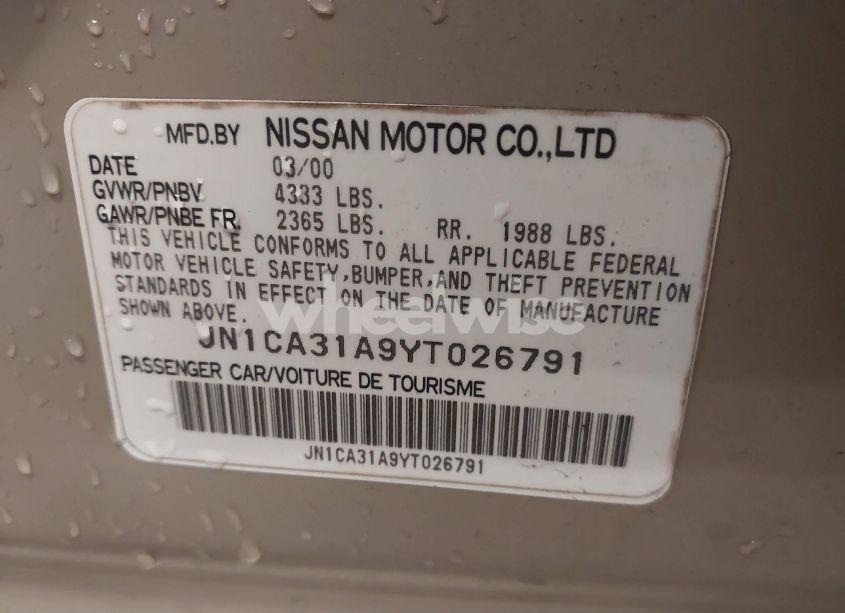 MFD.BY NISSAN MOTOR CO.,LTD
DATE 03/00
GVWR/PNBV 4383 LBS.
GAWR/PNBE FR. 2365 LBS. RR. 1988 LBS.
THIS VEHICLE CONFORMS TO ALL APPLICABLE FEDERAL
MOTOR VEHICLE SAFETY,BUMPER,AND THEFT PREVENTION
STANDARDS IN EFFECT ON THE DATE OF MANUFACTURE
SHOWN ABOVE.
wheelwise
JN1CA31A9YT026791
PASSENGER CAR/VOITURE DE TOURISME
JN1CA31A9YT026791